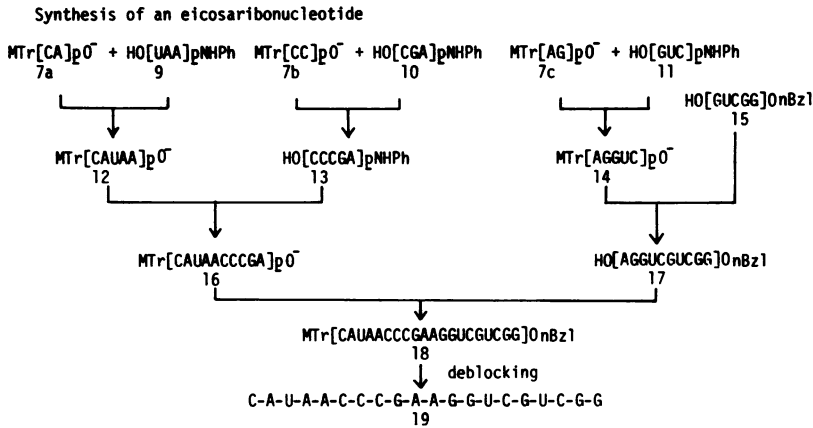 Synthesis of an eicosaribonucleotide
MTr[CA]pO⁻ + HO[UAA]pNHPh MTr[CC]pO⁻ + HO[CGA]pNHPh MTr[AG]pO⁻ + HO[GUC]pNHPh
7a 9 7b 10 7c 11
HO[GUCGG]OnBzl
15
MTr[CAUAA]pO⁻ HO[CCCGA]pNHPh MTr[AGGUC]pO⁻
12 13 14
MTr[CAUAACCCGA]pO⁻ HO[AGGUCGUCGG]OnBzl
16 17
MTr[CAUAACCCGAAGGUCGUCGG]OnBzl
18
deblocking
C-A-U-A-A-C-C-C-G-A-A-G-G-U-C-G-U-C-G-G
19